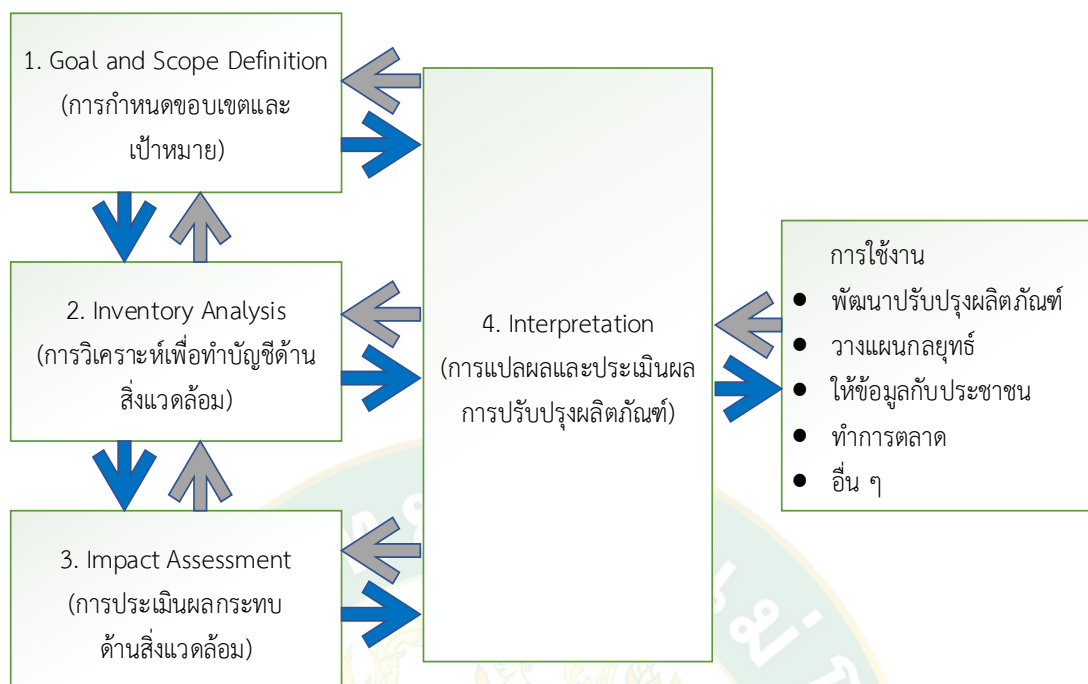 1. Goal and Scope Definition
(การกำหนดขอบเขตและ
เป้าหมาย)
2. Inventory Analysis
(การวิเคราะห์เพื่อทำบัญชีด้าน
สิ่งแวดล้อม)
3. Impact Assessment
(การประเมินผลกระทบ
ด้านสิ่งแวดล้อม)
4. Interpretation
(การแปลผลและประเมินผล
การปรับปรุงผลิตภัณฑ์)
การใช้งาน
● พัฒนาปรับปรุงผลิตภัณฑ์
● วางแผนกลยุทธ์
● ให้ข้อมูลกับประชาชน
● ทำการตลาด
● อื่น ๆ